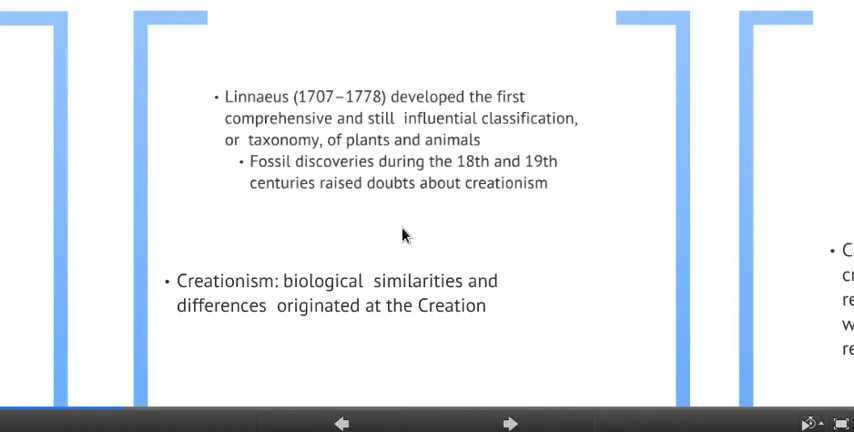 • Linnaeus (1707–1778) developed the first
comprehensive and still influential classification,
or taxonomy, of plants and animals
• Fossil discoveries during the 18th and 19th
centuries raised doubts about creationism
• Creationism: biological similarities and
differences originated at the Creation